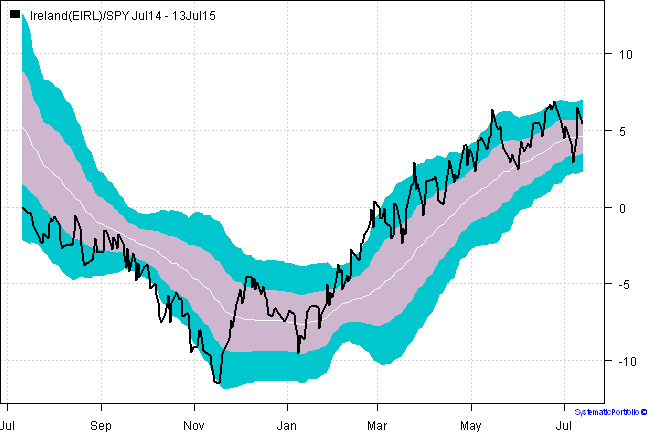 Ireland(EIRL)/SPY Jul14 - 13Jul15
10
5
0
-5
-10
Jul Sep Nov Jan Mar May Jul
SystematicPortfolio ©